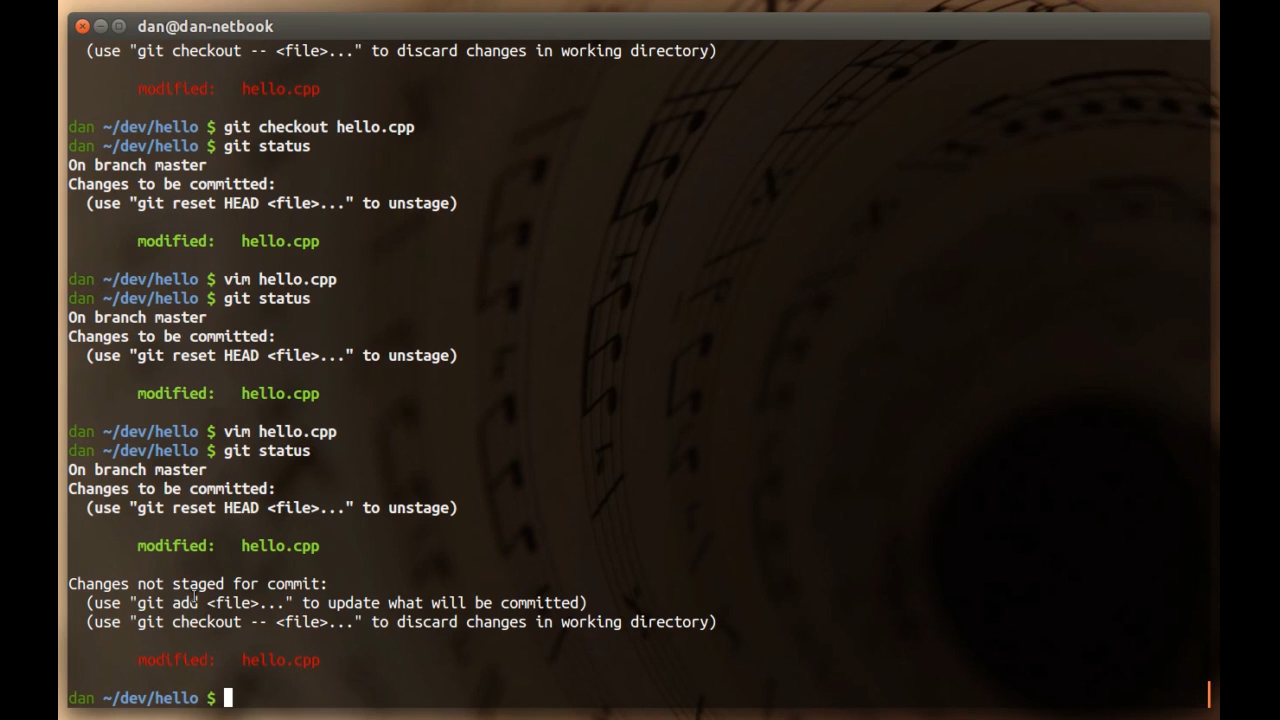 dan@dan-netbook
(use "git checkout -- <file>..." to discard changes in working directory)
modified: hello.cpp
dan ~/dev/hello $ git checkout hello.cpp
dan ~/dev/hello $ git status
On branch master
Changes to be committed:
(use "git reset HEAD <file>..." to unstage)
modified: hello.cpp
dan ~/dev/hello $ vim hello.cpp
dan ~/dev/hello $ git status
On branch master
Changes to be committed:
(use "git reset HEAD <file>..." to unstage)
modified: hello.cpp
dan ~/dev/hello $ vim hello.cpp
dan ~/dev/hello $ git status
On branch master
Changes to be committed:
(use "git reset HEAD <file>..." to unstage)
modified: hello.cpp
Changes not staged for commit:
(use "git add <file>..." to update what will be committed)
(use "git checkout -- <file>..." to discard changes in working directory)
modified: hello.cpp
dan ~/dev/hello $